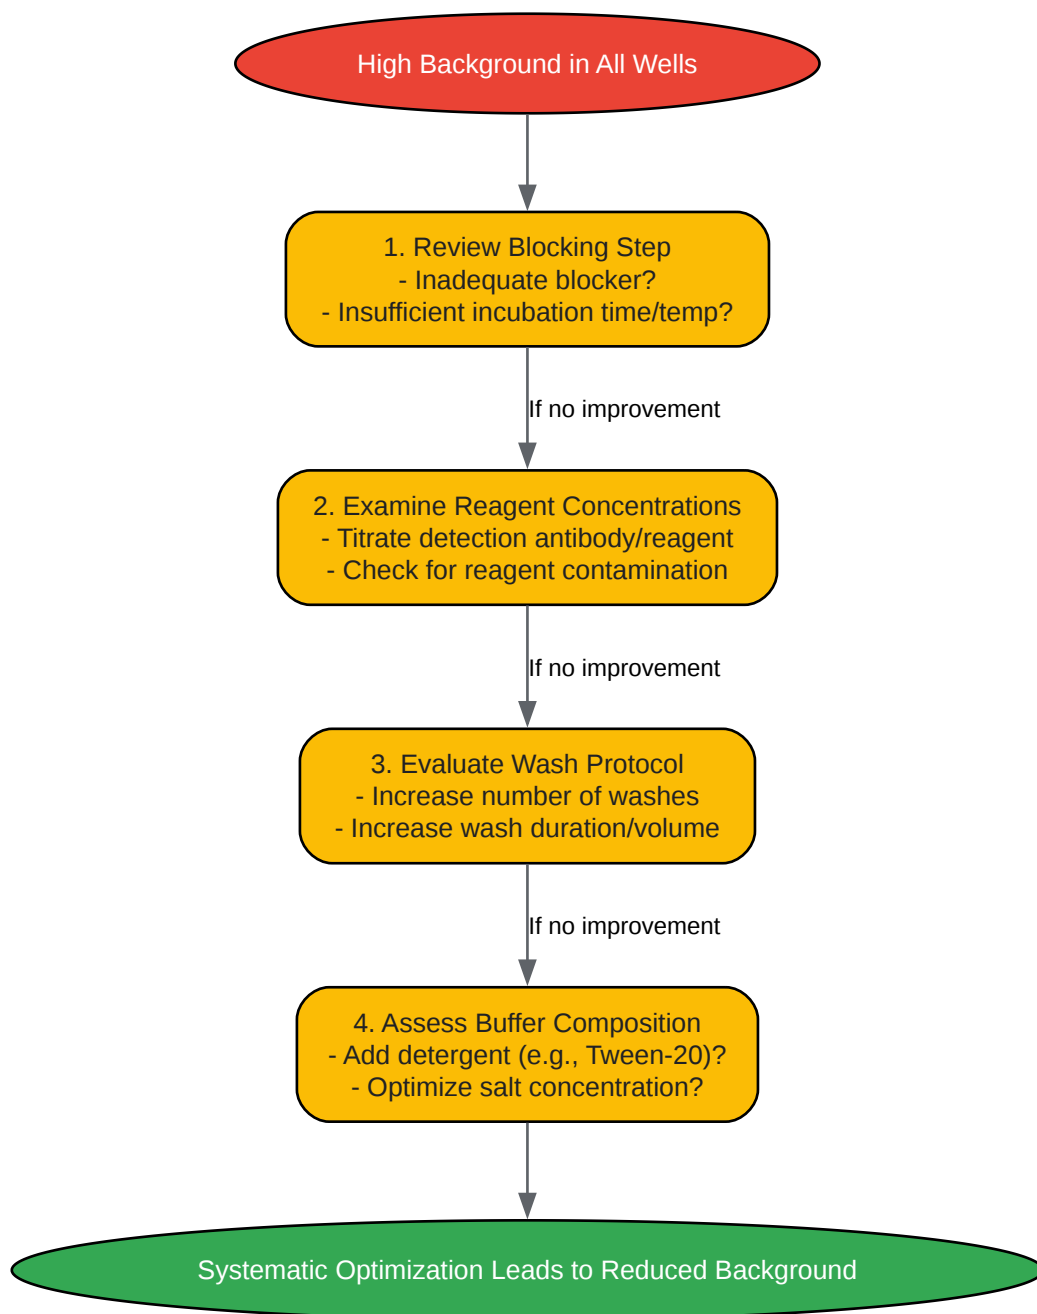 High Background in All Wells
1. Review Blocking Step
- Inadequate blocker?
- Insufficient incubation time/temp?
If no improvement
2. Examine Reagent Concentrations
- Titrate detection antibody/reagent
- Check for reagent contamination
If no improvement
3. Evaluate Wash Protocol
- Increase number of washes
- Increase wash duration/volume
If no improvement
4. Assess Buffer Composition
- Add detergent (e.g., Tween-20)?
- Optimize salt concentration?
Systematic Optimization Leads to Reduced Background